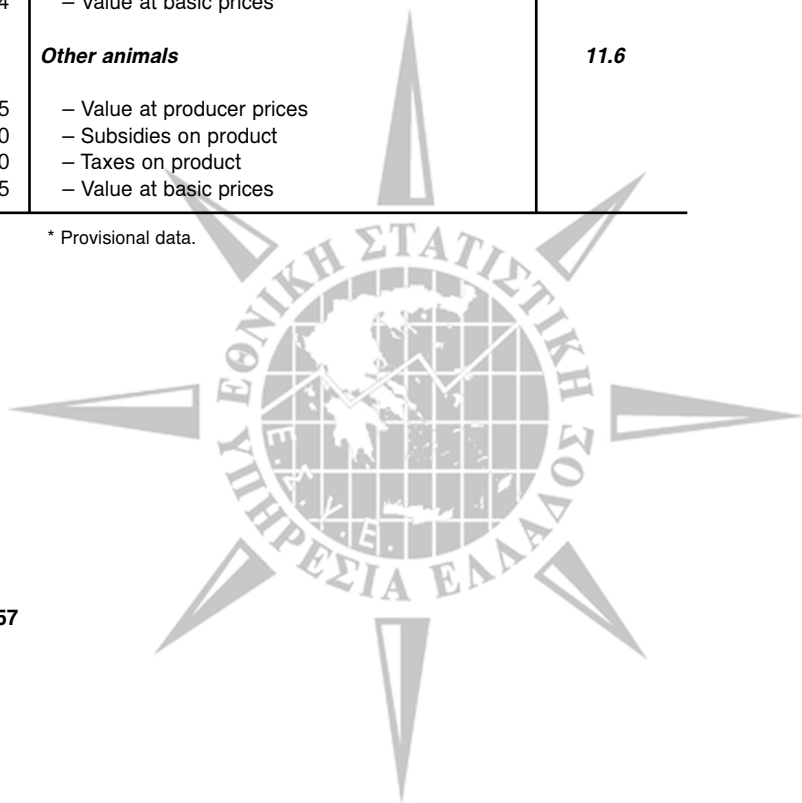 4 – Value at basic prices
Other animals 11.6
5 – Value at producer prices
0 – Subsidies on product
0 – Taxes on product
5 – Value at basic prices
* Provisional data.
ΕΘΝΙΚΗ ΣΤΑΤΙΣΤΙΚΗ
ΥΠΗΡΕΣΙΑ ΕΛΛΑΔΟΣ
Ε.Σ.Υ.Ε.
57